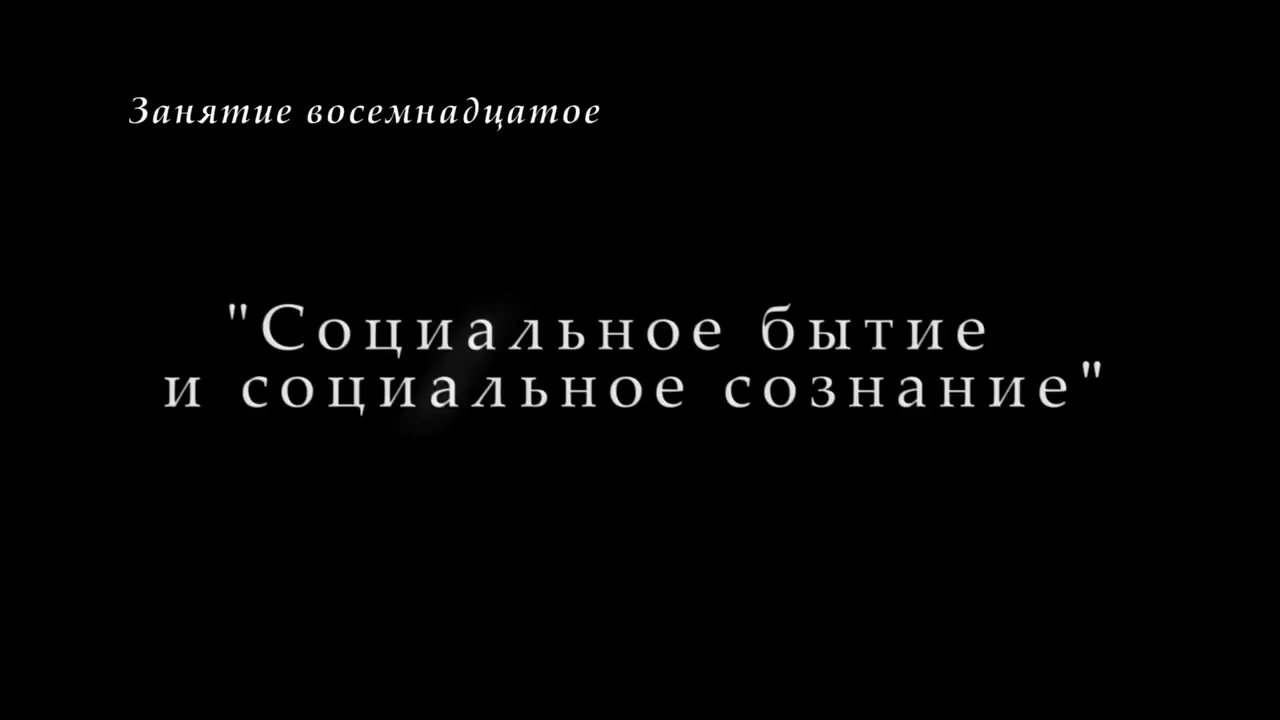 Занятие восемнадцатое
"Социальное бытие
и социальное сознание"